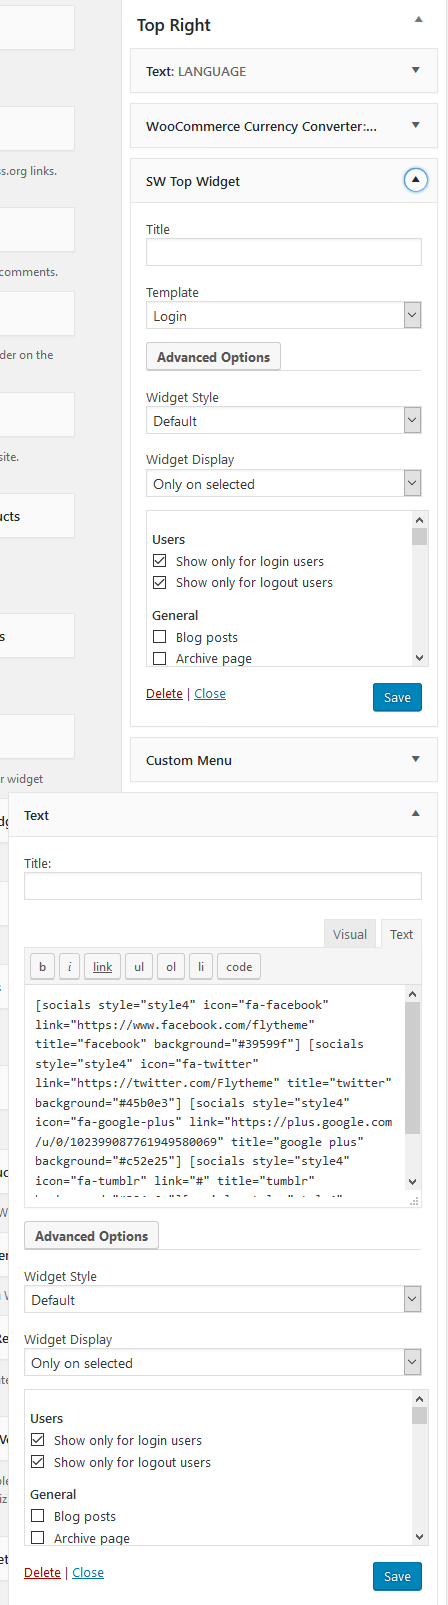 Top Right
Text: LANGUAGE
WooCommerce Currency Converter:...
s.org links.
SW Top Widget
Title
comments.
Template
Login
der on the
Advanced Options
Widget Style
Default
site.
Widget Display
Only on selected
ucts
Users
Show only for login users
Show only for logout users
General
Blog posts
s
Archive page
Delete | Close
Save
Custom Menu
r widget
Text
Title:
Visual
Text
b
i
link
ul
ol
li
code
[socials style="style4" icon="fa-facebook"
link="https://www.facebook.com/flytheme"
title="facebook" background="#39599f"] [socials
style="style4" icon="fa-twitter"
link="https://twitter.com/Flytheme" title="twitter"
background="#45b0e3"] [socials style="style4"
icon="fa-google-plus" link="https://plus.google.com
/u/0/102399087761949580069" title="google plus"
background="#c52e25"] [socials style="style4"
icon="fa-tumblr" link="#" title="tumblr"
Advanced Options
Widget Style
Default
Widget Display
Only on selected
Users
Show only for login users
Show only for logout users
General
Blog posts
Archive page
Delete | Close
Save